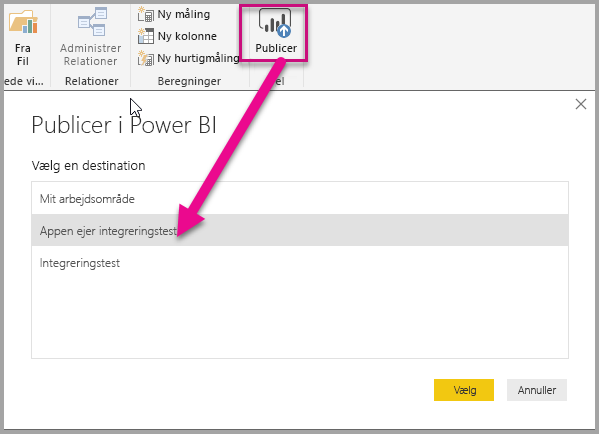 Fra
Fil
Administrer
Relationer
Ny måling
Ny kolonne
Ny hurtigmåling
Publicer
ede vi...
Relationer
Beregninger
el
Publicer i Power BI
Vælg en destination
Mit arbejdsområde
Appen ejer integreringstest
Integreringstest
Vælg
Annuller